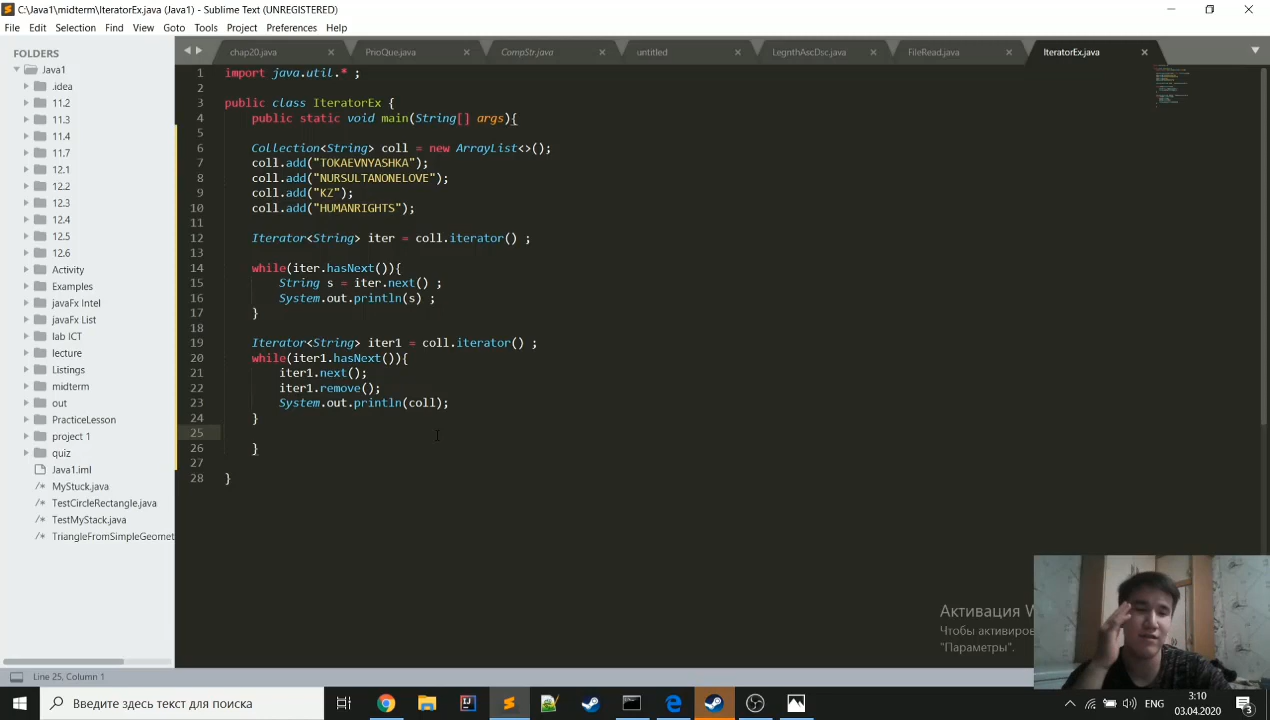 C:\Java1\midterm\IteratorEx.java (Java1) - Sublime Text (UNREGISTERED)
File Edit Selection Find View Goto Tools Project Preferences Help
FOLDERS
Java1
.idea
11.2
11.3
11.4
11.7
12.1
12.2
12.3
12.4
12.5
12.6
Activity
Examples
javaFx Intel
javaFx List
lab ICT
lecture
Listings
midterm
out
PracticeLesson
project 1
quiz
Java1.iml
/* MyStuck.java
/* TestCircleRectangle.java
/* TestMyStack.java
/* TriangleFromSimpleGeomet
chap20.java PrioQue.java CompStr.java untitled LegnthAscDsc.java FileRead.java IteratorEx.java
1 import java.util.* ;
2
3 public class IteratorEx {
4 public static void main(String[] args){
5
6 Collection<String> coll = new ArrayList<>();
7 coll.add("TOKAEVNYASHKA");
8 coll.add("NURSULTANONELOVE");
9 coll.add("KZ");
10 coll.add("HUMANRIGHTS");
11
12 Iterator<String> iter = coll.iterator() ;
13
14 while(iter.hasNext()){
15 String s = iter.next() ;
16 System.out.println(s) ;
17 }
18
19 Iterator<String> iter1 = coll.iterator() ;
20 while(iter1.hasNext()){
21 iter1.next();
22 iter1.remove();
23 System.out.println(coll);
24 }
25
26 }
27
28 }
Активация W
Чтобы активиров
"Параметры".
Line 25, Column 1
Введите здесь текст для поиска
ENG
3:10
03.04.2020
3